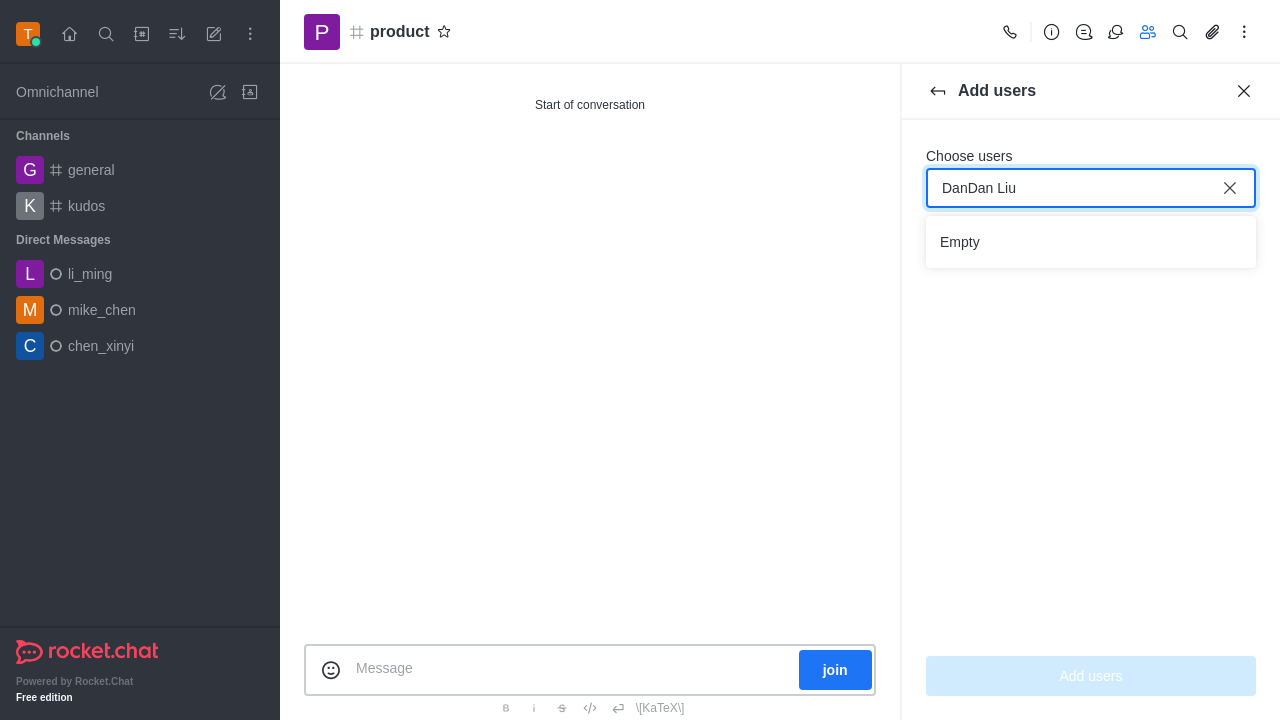 T
Omnichannel
Channels
G general
K kudos
Direct Messages
L li_ming
M mike_chen
C chen_xinyi
rocket.chat
Powered by Rocket.Chat
Free edition
P product
Start of conversation
Message
join
B i S \[KaTeX\]
Add users
Choose users
DanDan Liu
Empty
Add users